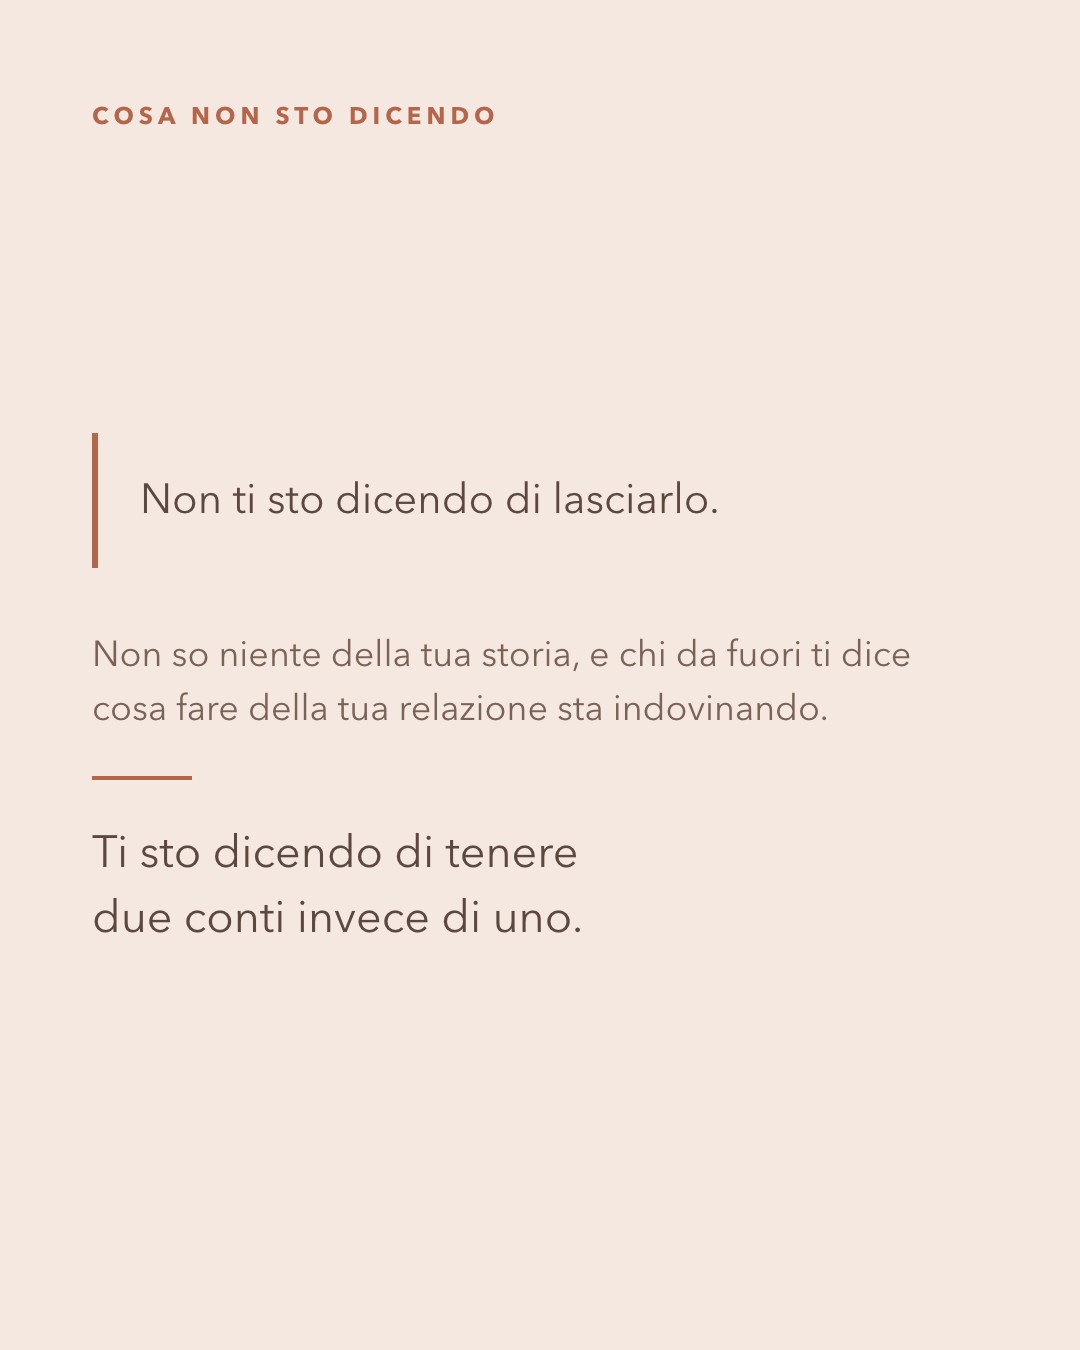 COSA NON STO DICENDO
Non ti sto dicendo di lasciarlo.
Non so niente della tua storia, e chi da fuori ti dice
cosa fare della tua relazione sta indovinando.
Ti sto dicendo di tenere
due conti invece di uno.